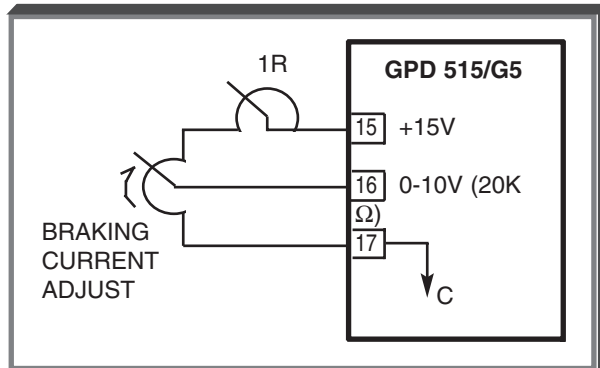 1R
GPD 515/G5
15 +15V
16 0-10V (20K
Ω)
17
BRAKING
CURRENT
ADJUST
C